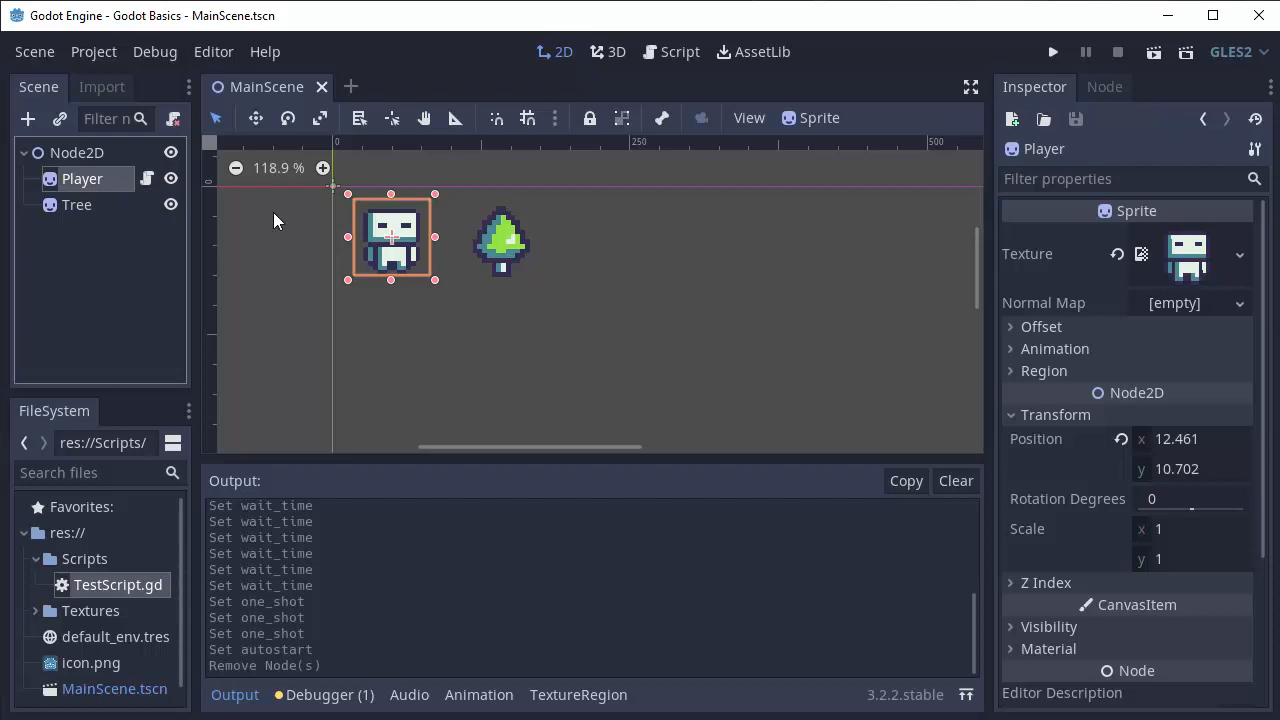 Godot Engine - Godot Basics - MainScene.tscn
Scene Project Debug Editor Help
2D 3D Script AssetLib
GLES2
Scene Import
MainScene
Inspector Node
Filter n
View Sprite
Player
Filter properties
0 250 500
0
118.9 %
Node2D
Player
Tree
Sprite
Texture
Normal Map [empty]
Offset
Animation
Region
Node2D
Transform
Position x 12.461
y 10.702
Rotation Degrees 0
Scale x 1
y 1
Z Index
CanvasItem
Visibility
Material
Node
Editor Description
FileSystem
res://Scripts/
Search files
Favorites:
res://
Scripts
TestScript.gd
Textures
default_env.tres
icon.png
MainScene.tscn
Output: Copy Clear
Set wait_time
Set wait_time
Set wait_time
Set wait_time
Set wait_time
Set wait_time
Set one_shot
Set one_shot
Set one_shot
Set autostart
Remove Node(s)
Output Debugger (1) Audio Animation TextureRegion 3.2.2.stable